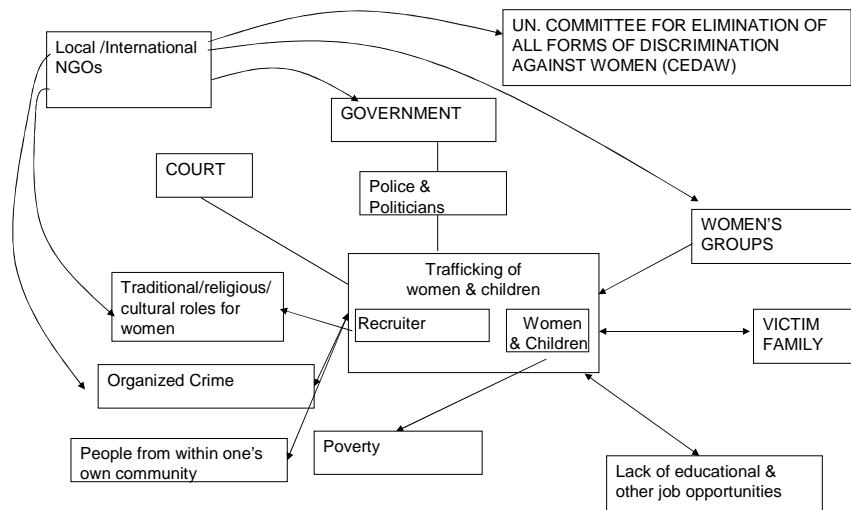 Local /International
NGOs
UN. COMMITTEE FOR ELIMINATION OF
ALL FORMS OF DISCRIMINATION
AGAINST WOMEN (CEDAW)
GOVERNMENT
COURT
Police &
Politicians
WOMEN'S
GROUPS
Trafficking of
women & children
Traditional/religious/
cultural roles for
women
Recruiter
Women
& Children
VICTIM
FAMILY
Organized Crime
People from within one's
own community
Poverty
Lack of educational &
other job opportunities